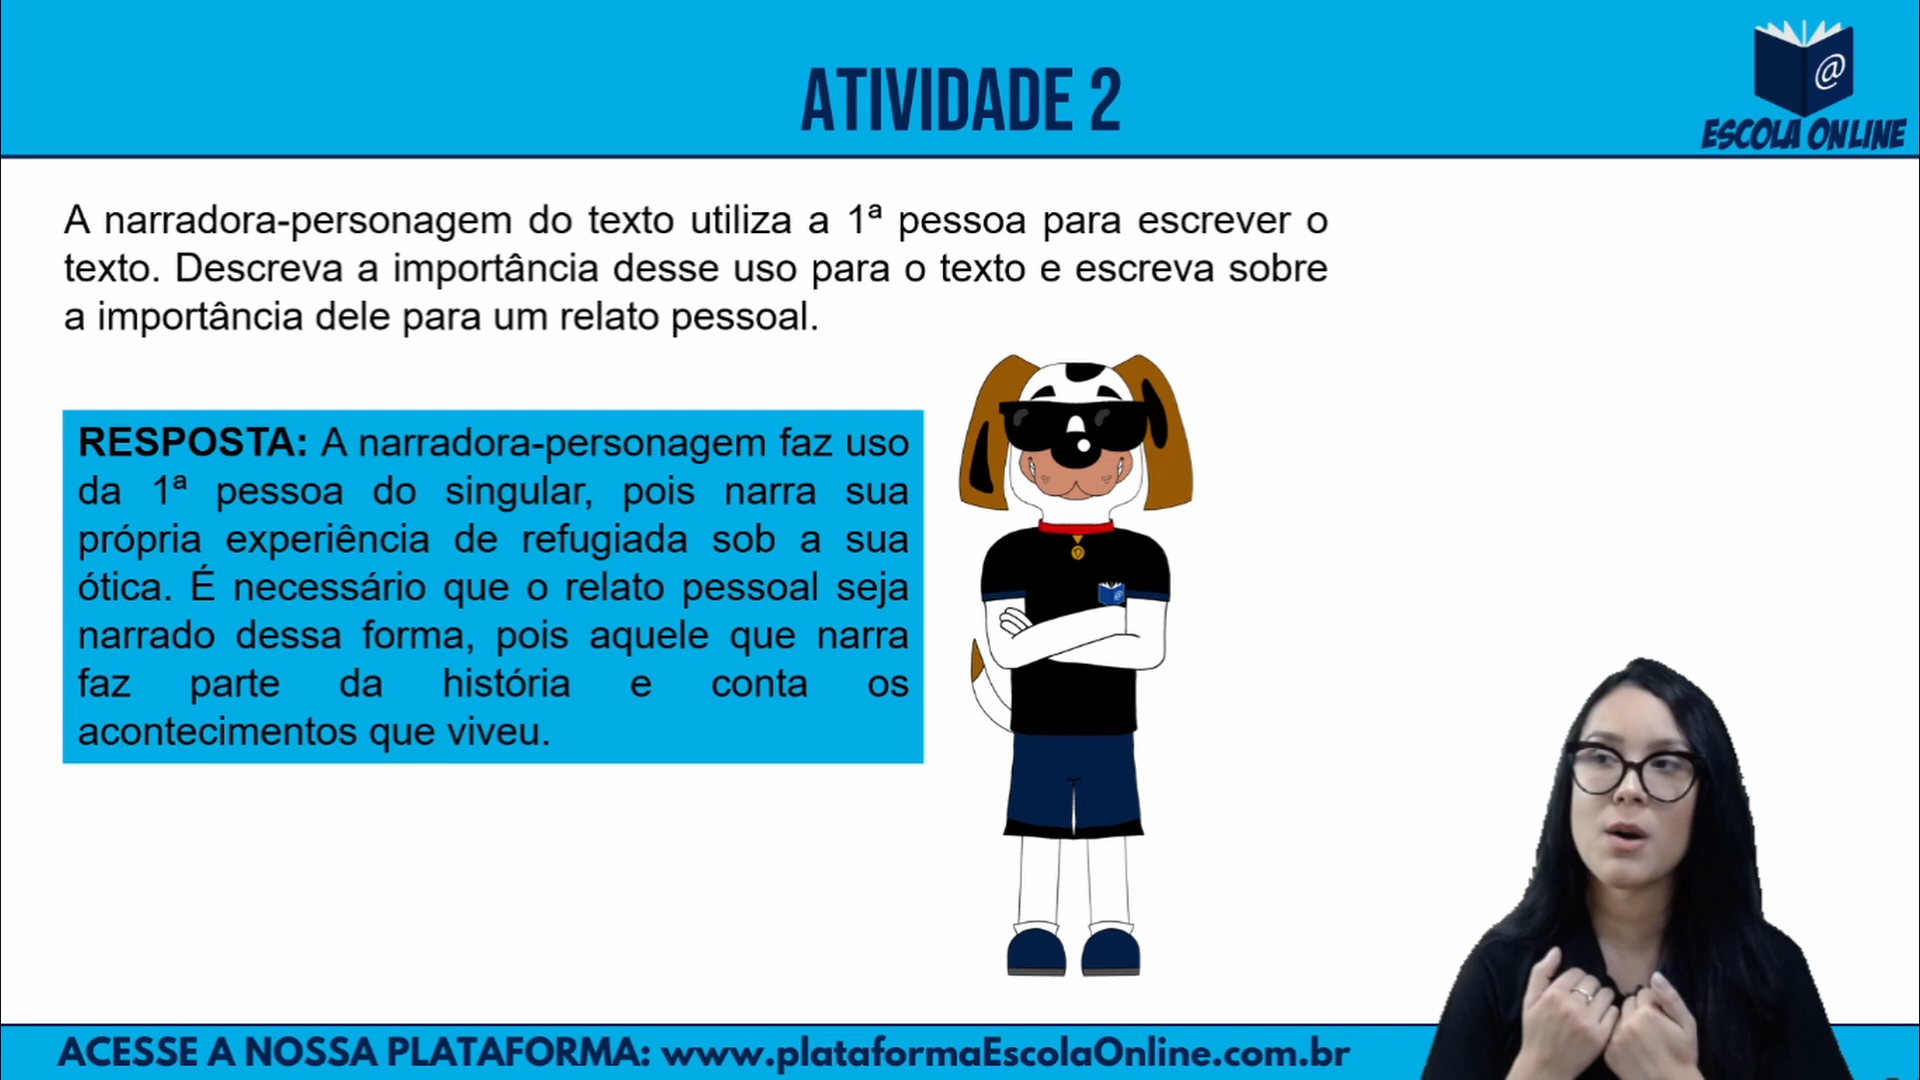 ATIVIDADE 2
@
ESCOLA ONLINE
A narradora-personagem do texto utiliza a 1ª pessoa para escrever o
texto. Descreva a importância desse uso para o texto e escreva sobre
a importância dele para um relato pessoal.
RESPOSTA: A narradora-personagem faz uso
da 1ª pessoa do singular, pois narra sua
própria experiência de refugiada sob a sua
ótica. É necessário que o relato pessoal seja
narrado dessa forma, pois aquele que narra
faz parte da história e conta os
acontecimentos que viveu.
@
ACESSE A NOSSA PLATAFORMA: www.plataformaEscolaOnline.com.br